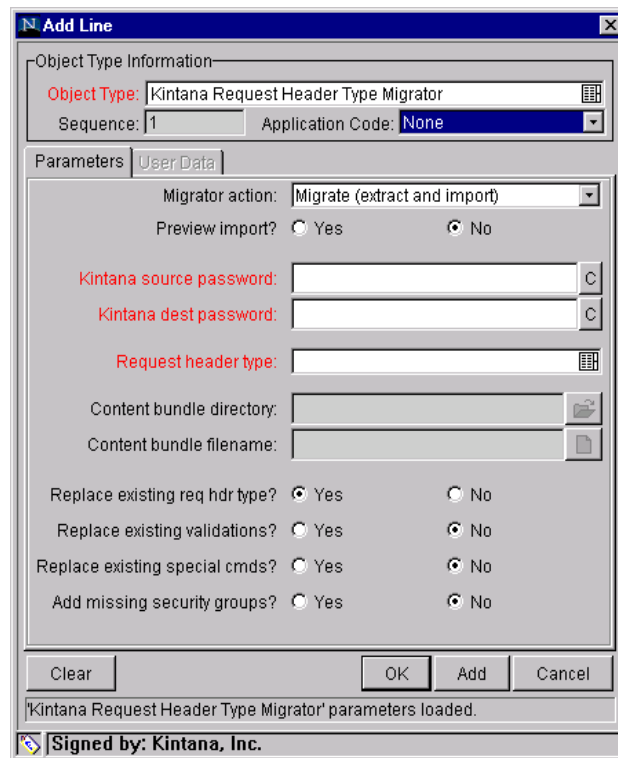 N Add Line
Object Type Information
Object Type: Kintana Request Header Type Migrator
Sequence: 1 Application Code: None
Parameters User Data
Migrator action: Migrate (extract and import)
Preview import? Yes No
Kintana source password: C
Kintana dest password: C
Request header type:
Content bundle directory:
Content bundle filename:
Replace existing req hdr type? Yes No
Replace existing validations? Yes No
Replace existing special cmds? Yes No
Add missing security groups? Yes No
Clear OK Add Cancel
'Kintana Request Header Type Migrator' parameters loaded.
Signed by: Kintana, Inc.